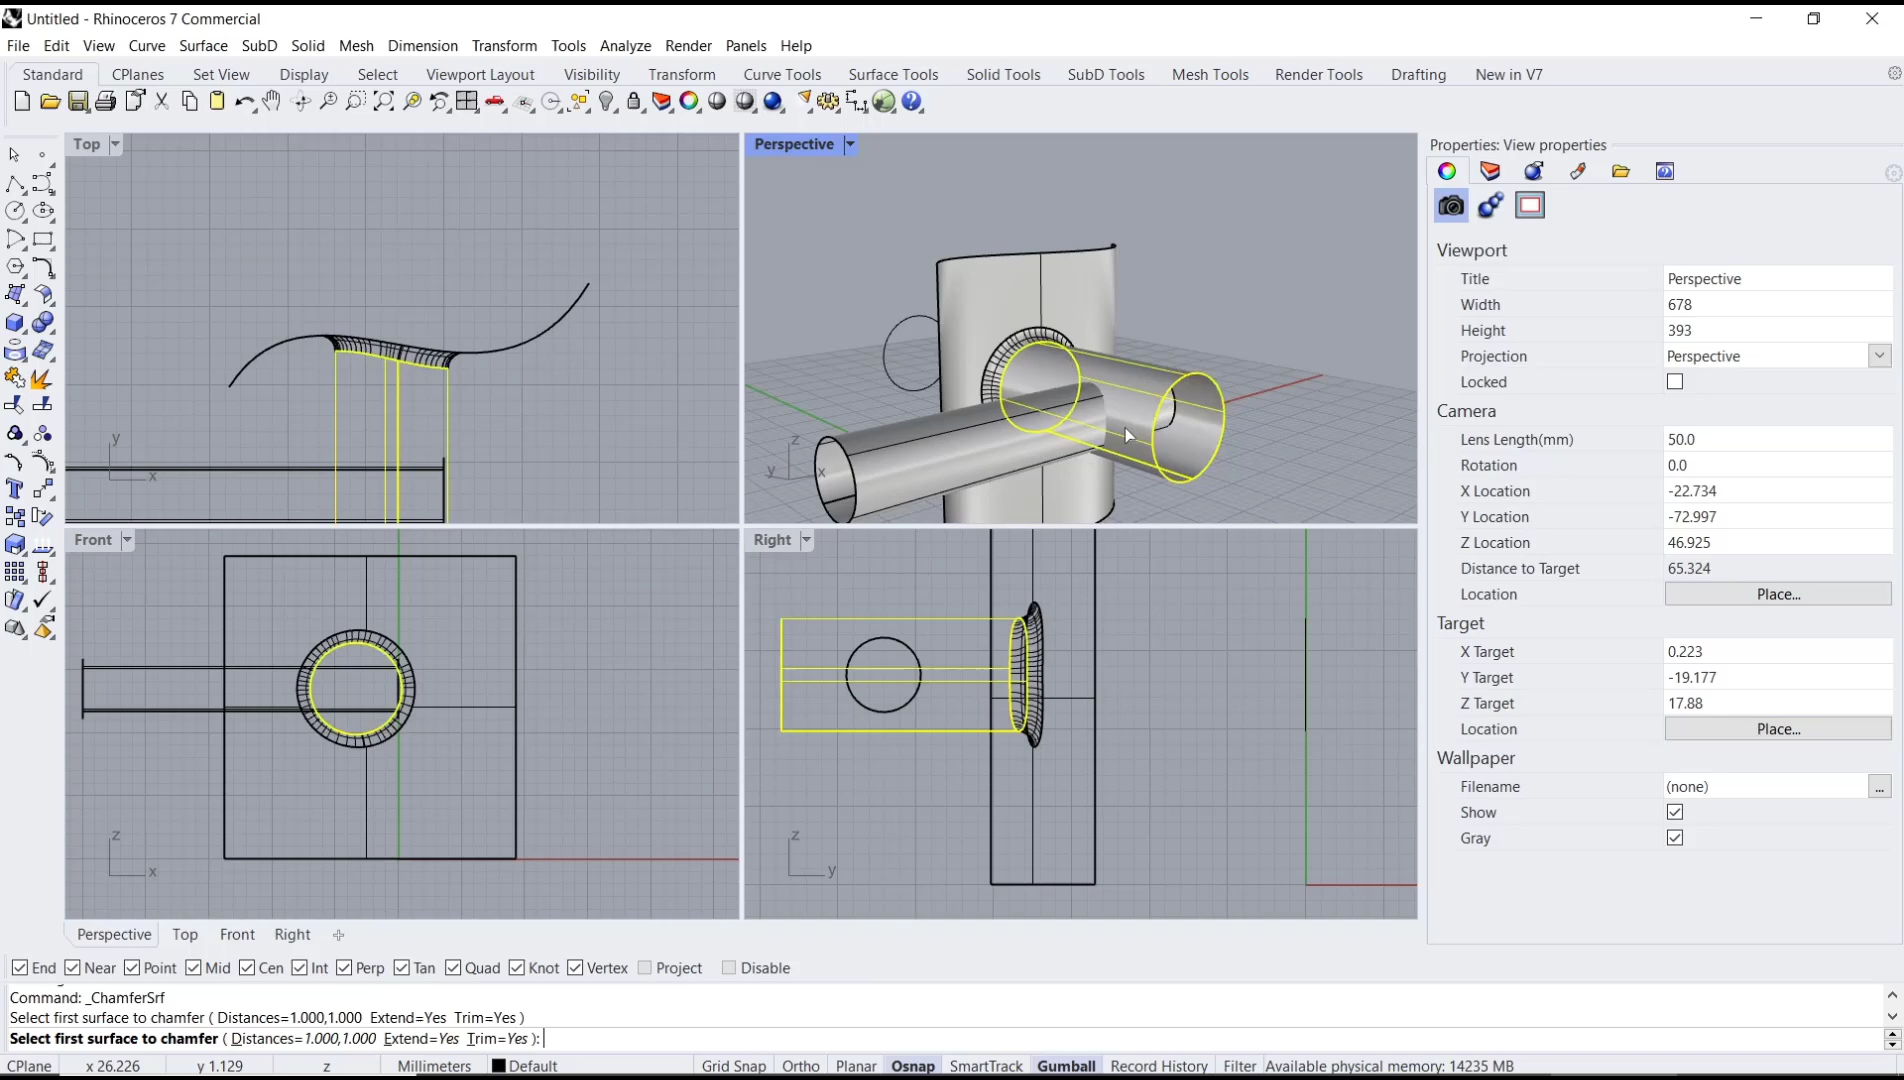 Untitled - Rhinoceros 7 Commercial
File Edit View Curve Surface SubD Solid Mesh Dimension Transform Tools Analyze Render Panels Help
Standard CPlanes Set View Display Select Viewport Layout Visibility Transform Curve Tools Surface Tools Solid Tools SubD Tools Mesh Tools Render Tools Drafting New in V7
Top
y
x
Perspective
z
y x
Front
z
x
Right
z
y
Properties: View properties
Viewport
Title Perspective
Width 678
Height 393
Projection Perspective
Locked
Camera
Lens Length(mm) 50.0
Rotation 0.0
X Location -22.734
Y Location -72.997
Z Location 46.925
Distance to Target 65.324
Location Place...
Target
X Target 0.223
Y Target -19.177
Z Target 17.88
Location Place...
Wallpaper
Filename (none) ...
Show
Gray
Perspective Top Front Right
End Near Point Mid Cen Int Perp Tan Quad Knot Vertex Project Disable
Command: _ChamferSrf
Select first surface to chamfer ( Distances=1.000,1.000 Extend=Yes Trim=Yes )
Select first surface to chamfer ( Distances=1.000,1.000 Extend=Yes Trim=Yes ):
CPlane x 26.226 y 1.129 z Millimeters Default Grid Snap Ortho Planar Osnap SmartTrack Gumball Record History Filter Available physical memory: 14235 MB